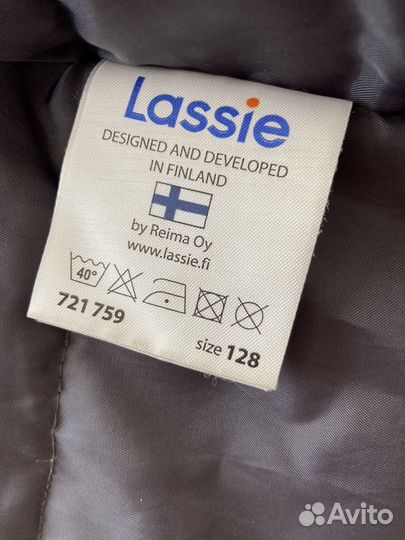 Lassie
DESIGNED AND DEVELOPED
IN FINLAND
by Reima Oy
www.lassie.fi
40°
721 759
size 128
Avito